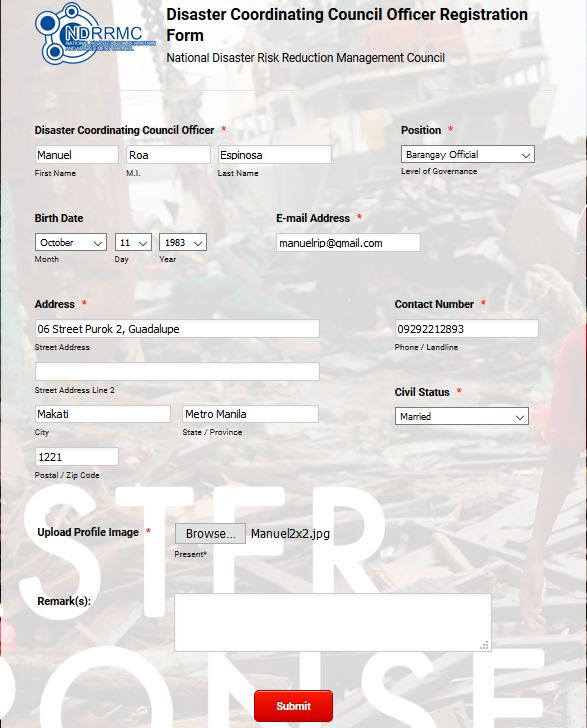 NDRRMC
Disaster Coordinating Council Officer Registration
Form
National Disaster Risk Reduction Management Council
Disaster Coordinating Council Officer *
Position *
Manuel Roa Espinosa
Barangay Official
First Name M.I. Last Name
Level of Governance
Birth Date
E-mail Address *
October 11 1983
manuelrip@gmail.com
Month Day Year
Address *
Contact Number *
06 Street Purok 2, Guadalupe
09292212893
Street Address
Phone / Landline
Street Address Line 2
Civil Status *
Makati Metro Manila
Married
City State / Province
1221
Postal / Zip Code
Upload Profile Image *
Browse... Manuel2x2.jpg
Present*
Remark(s):
STER
PONSE
Submit